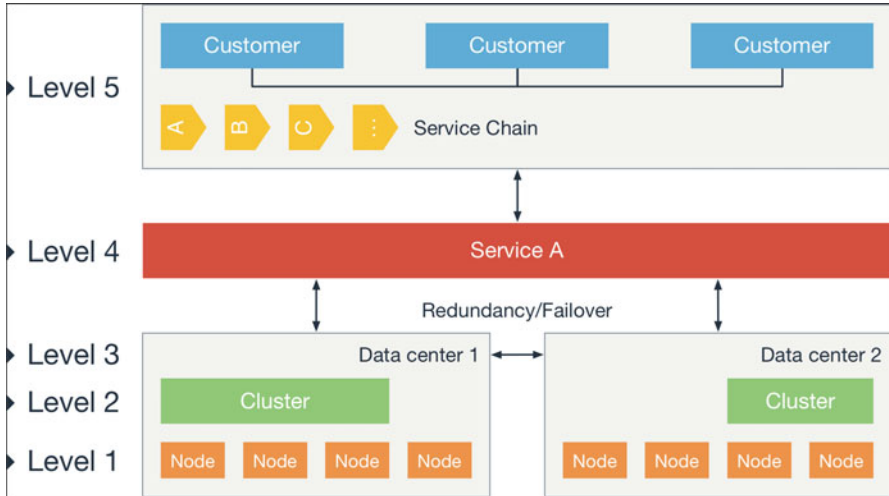 Level 5
Customer Customer Customer
A B C ... Service Chain
Level 4
Service A
Redundancy/Failover
Level 3
Data center 1 Data center 2
Level 2
Cluster Cluster
Level 1
Node Node Node Node Node Node Node Node